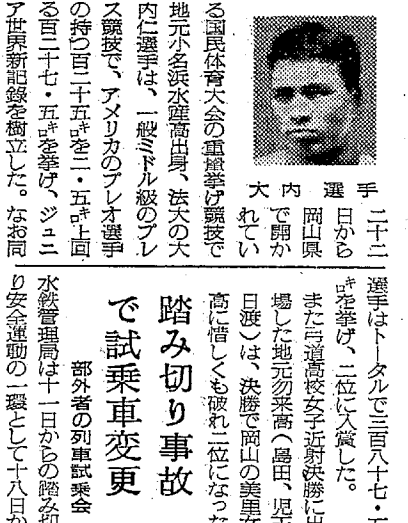 大内選手
二十二
日から
岡山県
で開か
れてい
る国民体育大会の重量挙げ競技で
地元小名浜水産高出身、法大の大
内仁選手は、一般ミドル級のプレ
ス競技で、アメリカのプレオ選手
の持つ百二十五㌔を二・五㌔上回
る百二十七・五㌔を挙げ、ジュニ
ア世界新記録を樹立した。なお同
選手はトータルで三百八十七・
㌔を挙げ、二位に入賞した。
また弓道高校女子近射決勝に出
場した地元勿来高（島田、児玉
日渡）は、決勝で岡山の美里女
高に惜しくも破れ二位になった
踏み切り事故
で試乗車変更
部外者の列車試乗会
水鉄管理局は十一日からの踏み切
り安全運動の一環として十八日か